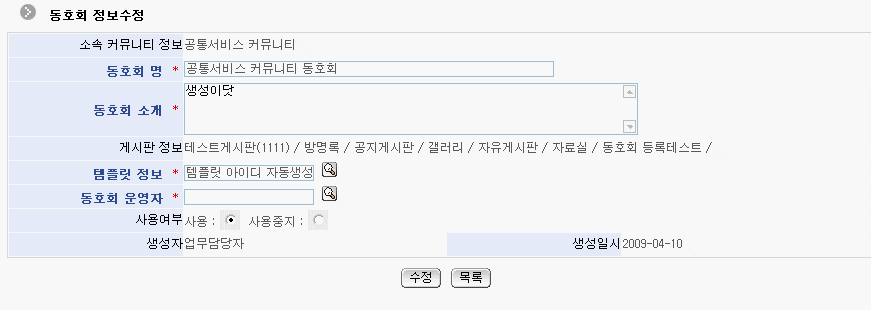 동호회 정보수정
소속 커뮤니티 정보 공통서비스 커뮤니티
동호회 명 * 공통서비스 커뮤니티 동호회
동호회 소개 * 생성이닷
게시판 정보 테스트게시판(1111) / 방명록 / 공지게시판 / 갤러리 / 자유게시판 / 자료실 / 동호회 등록테스트 /
템플릿 정보 * 템플릿 아이디 자동생성
동호회 운영자 *
사용여부 사용 : 사용중지 :
생성자 업무담당자 생성일시 2009-04-10
수정 목록